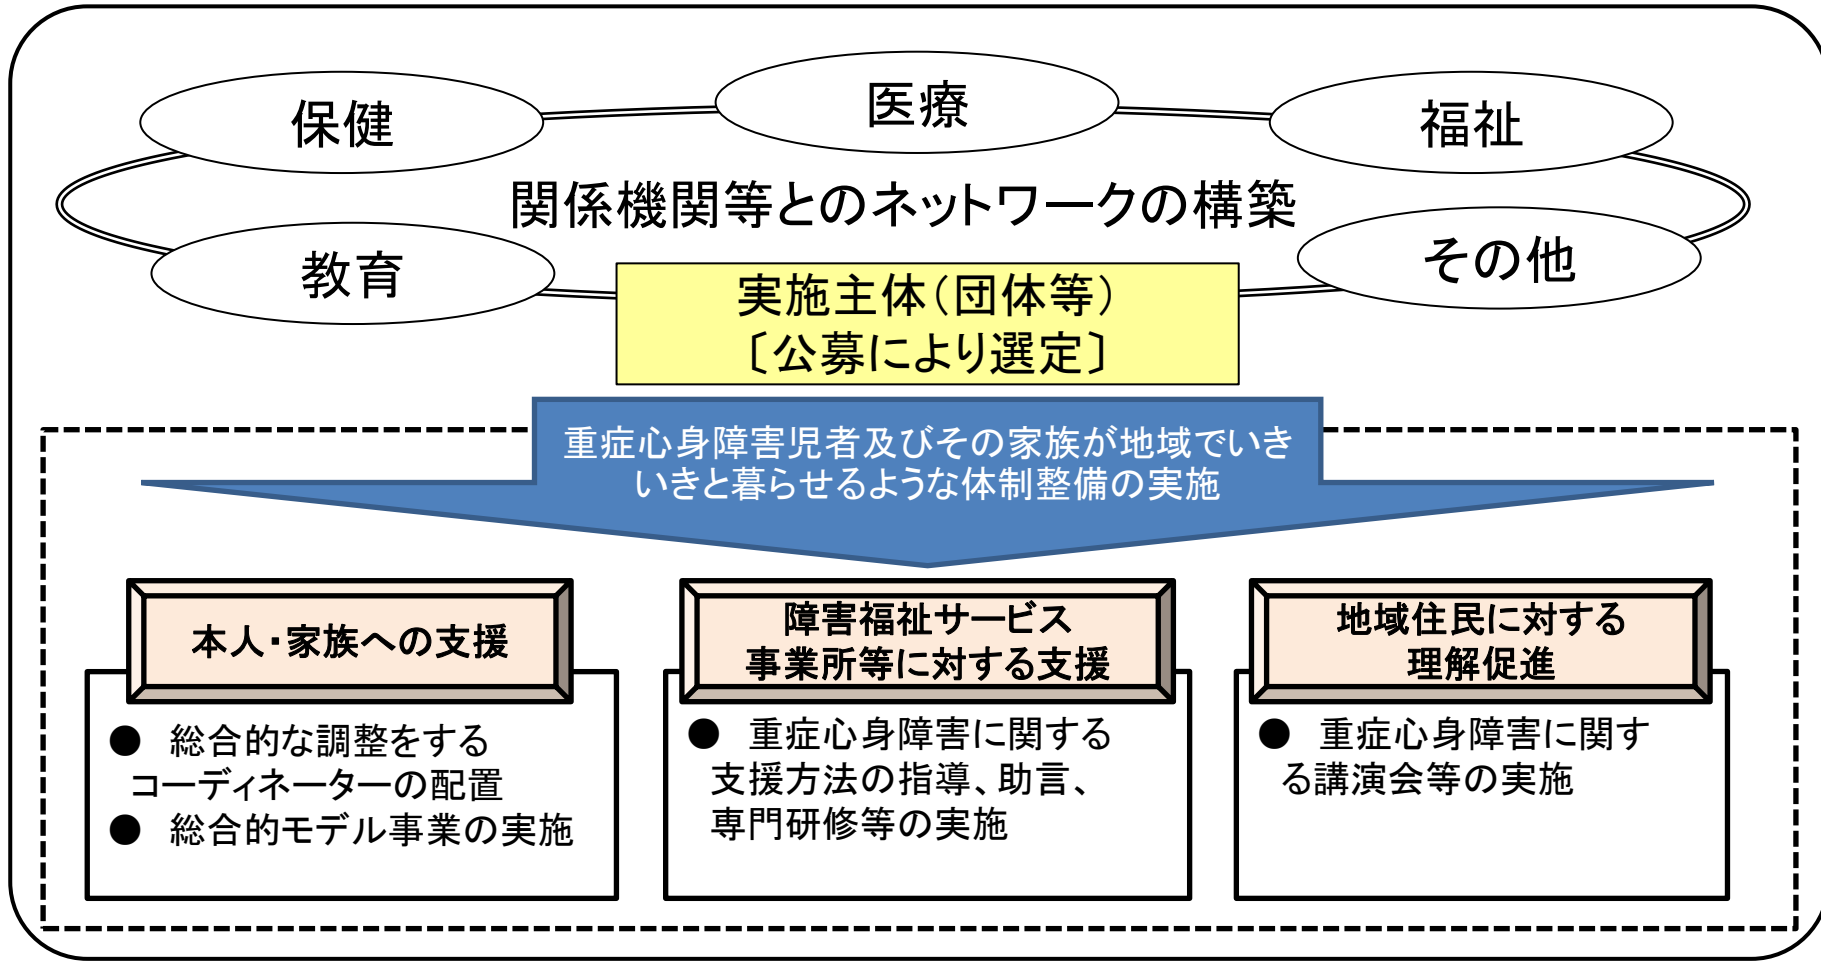 保健
医療
福祉
関係機関等とのネットワークの構築
教育
その他
実施主体(団体等)
〔公募により選定〕
重症心身障害児者及びその家族が地域でいき
いきと暮らせるような体制整備の実施
本人・家族への支援
● 総合的な調整をする
コーディネーターの配置
● 総合的モデル事業の実施
障害福祉サービス
事業所等に対する支援
● 重症心身障害に関する
支援方法の指導、助言、
専門研修等の実施
地域住民に対する
理解促進
● 重症心身障害に関す
る講演会等の実施